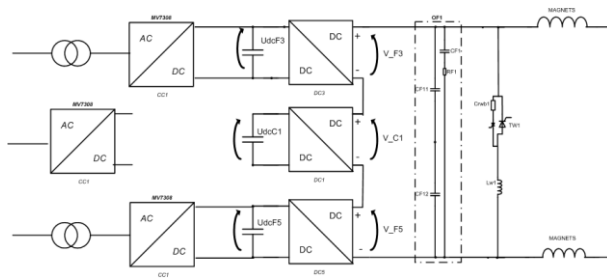 MV7308
AC
DC
CC1
UdcF3
DC
DC
DC3
+
-
V_F3
QF1
CF1
RF1
CF11
CF12
MAGNETS
MV7308
AC
DC
CC1
UdcC1
DC
DC
DC1
+
-
V_C1
Crwb1
TW1
Lw1
MV7308
AC
DC
CC1
UdcF5
DC
DC
DC5
+
-
V_F5
MAGNETS